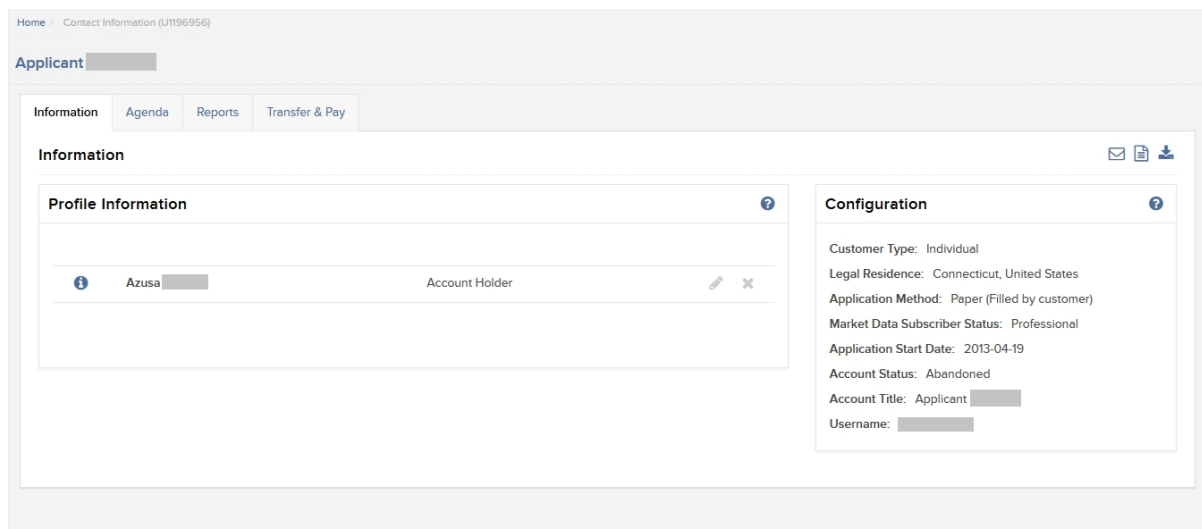 Home / Contact Information (U1196956)
Applicant
Information Agenda Reports Transfer & Pay
Information
Profile Information
Azusa Account Holder
Configuration
Customer Type: Individual
Legal Residence: Connecticut, United States
Application Method: Paper (Filled by customer)
Market Data Subscriber Status: Professional
Application Start Date: 2013-04-19
Account Status: Abandoned
Account Title: Applicant
Username: